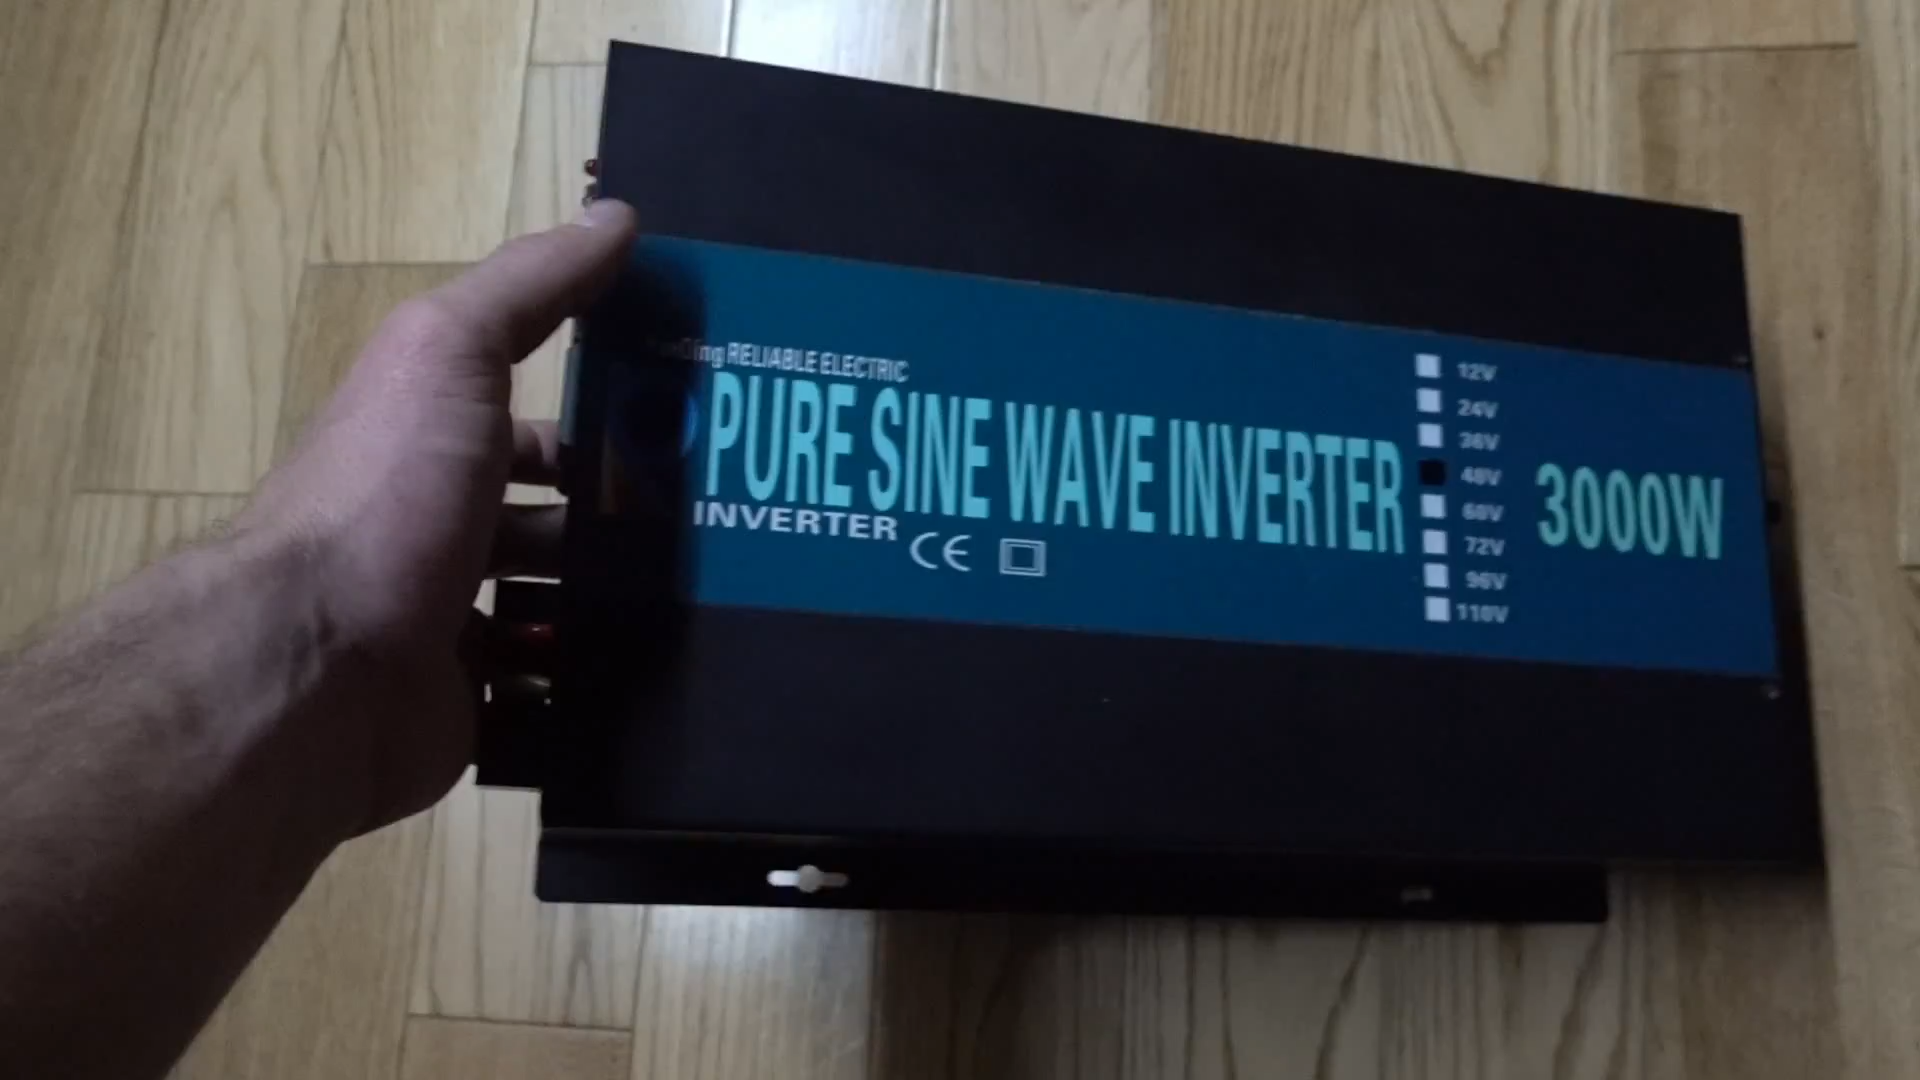 RELIABLE ELECTRIC
PURE SINE WAVE INVERTER
INVERTER
CE
12V
24V
36V
48V
60V
72V
96V
110V
3000W